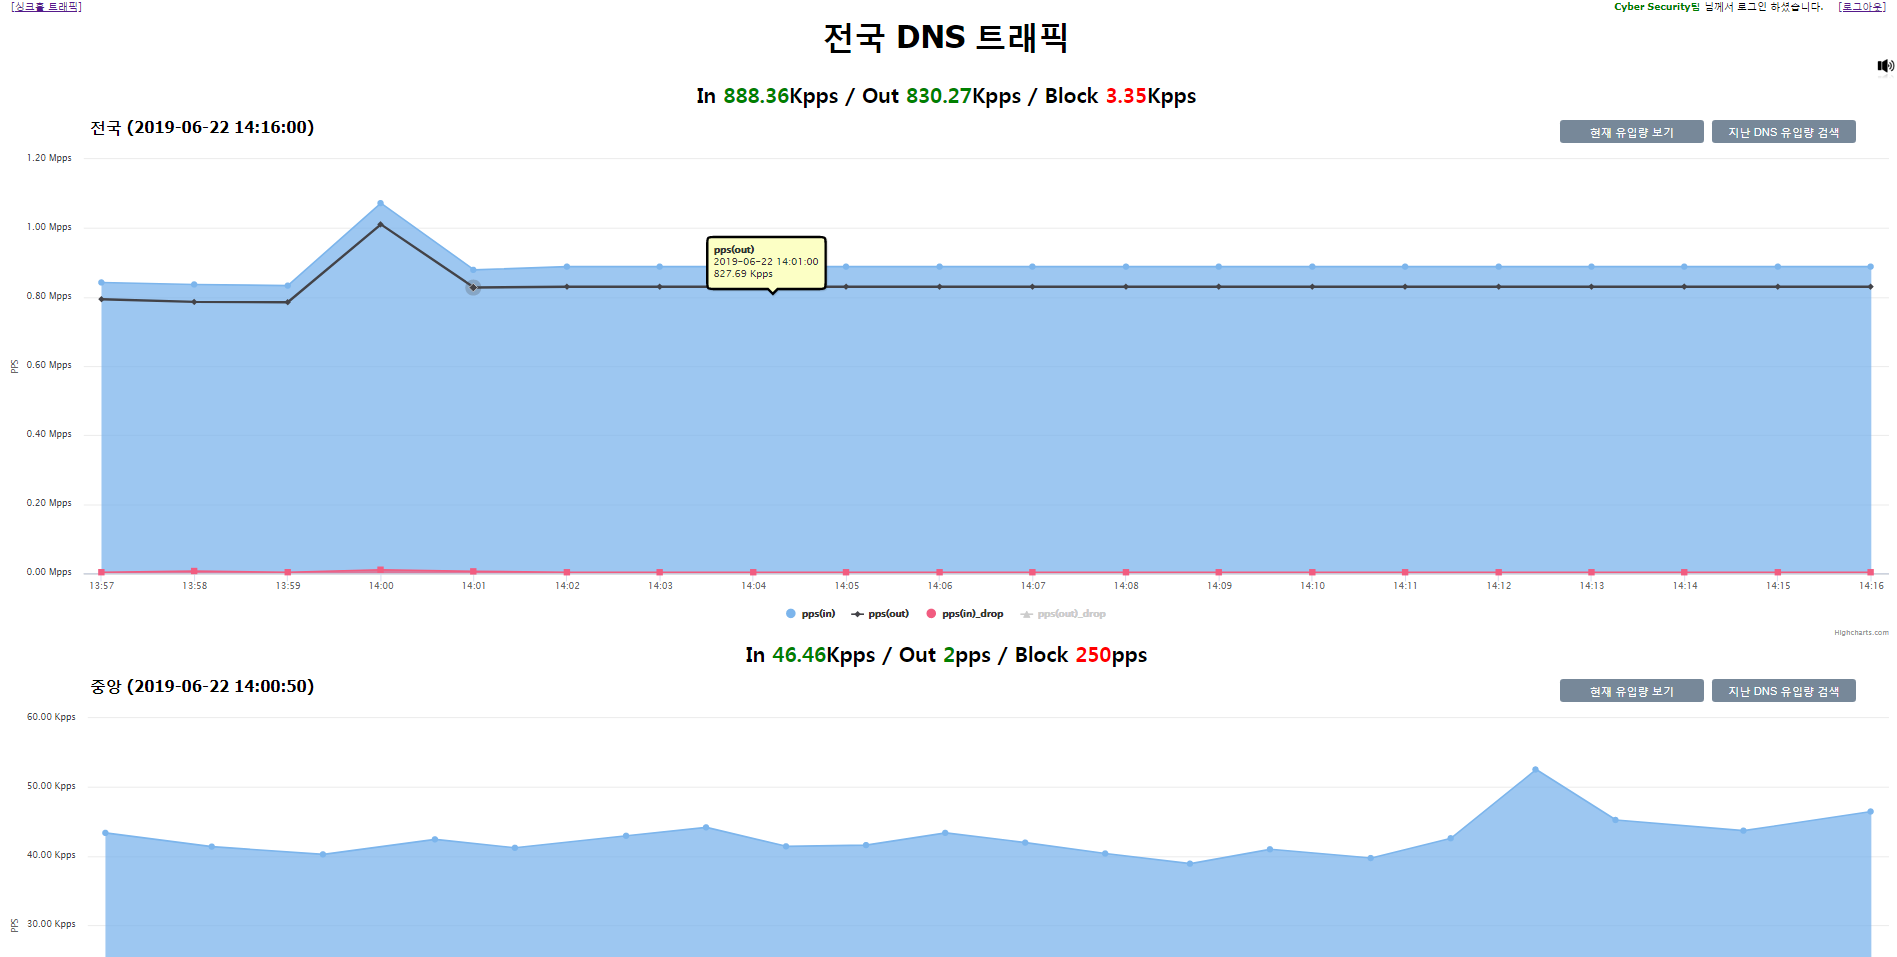 [싱크홀 트래픽]
Cyber Security팀 님께서 로그인 하셨습니다. [로그아웃]
전국 DNS 트래픽
In 888.36Kpps / Out 830.27Kpps / Block 3.35Kpps
전국 (2019-06-22 14:16:00)
현재 유입량 보기 지난 DNS 유입량 검색
1.20 Mpps
1.00 Mpps
0.80 Mpps
0.60 Mpps
0.40 Mpps
0.20 Mpps
0.00 Mpps
PPS
pps(out)
2019-06-22 14:01:00
827.69 Kpps
13:57 13:58 13:59 14:00 14:01 14:02 14:03 14:04 14:05 14:06 14:07 14:08 14:09 14:10 14:11 14:12 14:13 14:14 14:15 14:16
pps(in) pps(out) pps(in)_drop pps(out)_drop
Highcharts.com
In 46.46Kpps / Out 2pps / Block 250pps
중앙 (2019-06-22 14:00:50)
현재 유입량 보기 지난 DNS 유입량 검색
60.00 Kpps
50.00 Kpps
40.00 Kpps
30.00 Kpps
PPS